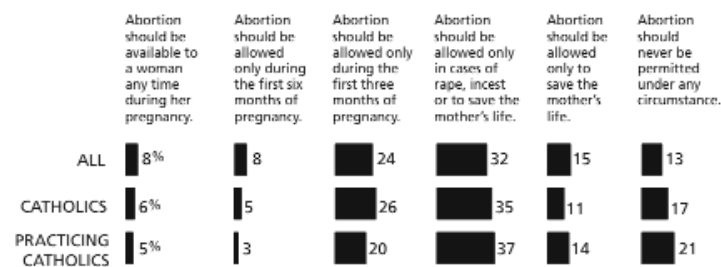 Abortion
should be
available to
a woman
any time
during her
pregnancy.
Abortion
should be
allowed
only during
the first six
months of
pregnancy.
Abortion
should be
allowed only
during the
first three
months of
pregnancy.
Abortion
should be
allowed only
in cases of
rape, incest
or to save the
mother's life.
Abortion
should be
allowed
only to
save the
mother's
life.
Abortion
should
never be
permitted
under any
circumstance.
ALL 8% 8 24 32 15 13
CATHOLICS 6% 5 26 35 11 17
PRACTICING
CATHOLICS 5% 3 20 37 14 21